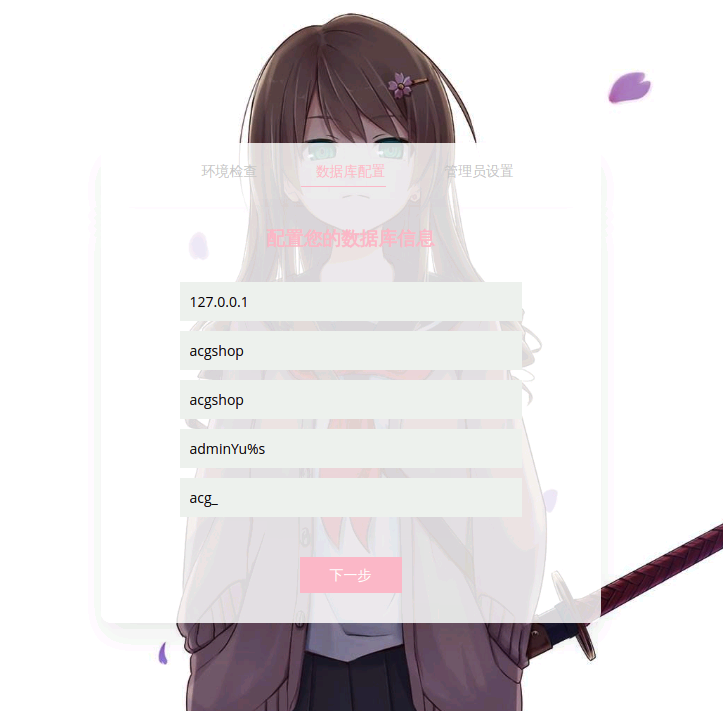 环境检查 数据库配置 管理员设置
配置您的数据库信息
127.0.0.1
acgshop
acgshop
adminYu%s
acg_
下一步